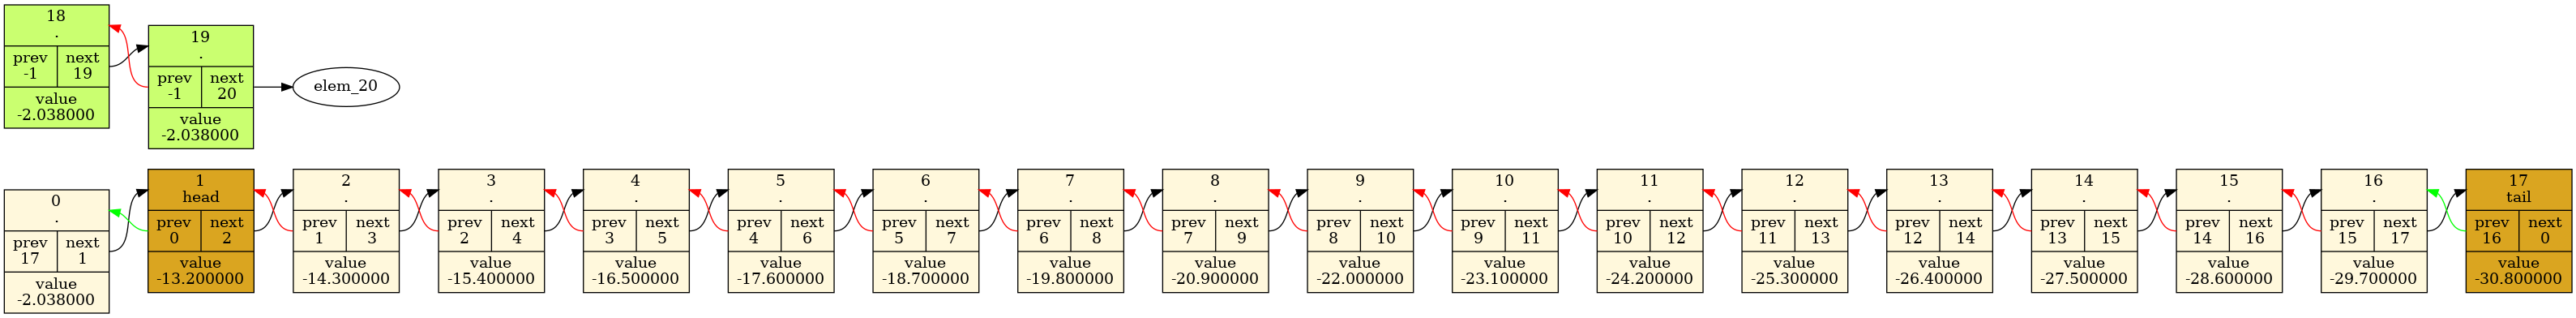 18
.
prev next
-1 19
value
-2.038000
19
.
prev next
-1 20
value
-2.038000
elem_20
0
.
prev next
17 1
value
-2.038000
1
head
prev next
0 2
value
-13.200000
2
.
prev next
1 3
value
-14.300000
3
.
prev next
2 4
value
-15.400000
4
.
prev next
3 5
value
-16.500000
5
.
prev next
4 6
value
-17.600000
6
.
prev next
5 7
value
-18.700000
7
.
prev next
6 8
value
-19.800000
8
.
prev next
7 9
value
-20.900000
9
.
prev next
8 10
value
-22.000000
10
.
prev next
9 11
value
-23.100000
11
.
prev next
10 12
value
-24.200000
12
.
prev next
11 13
value
-25.300000
13
.
prev next
12 14
value
-26.400000
14
.
prev next
13 15
value
-27.500000
15
.
prev next
14 16
value
-28.600000
16
.
prev next
15 17
value
-29.700000
17
tail
prev next
16 0
value
-30.800000